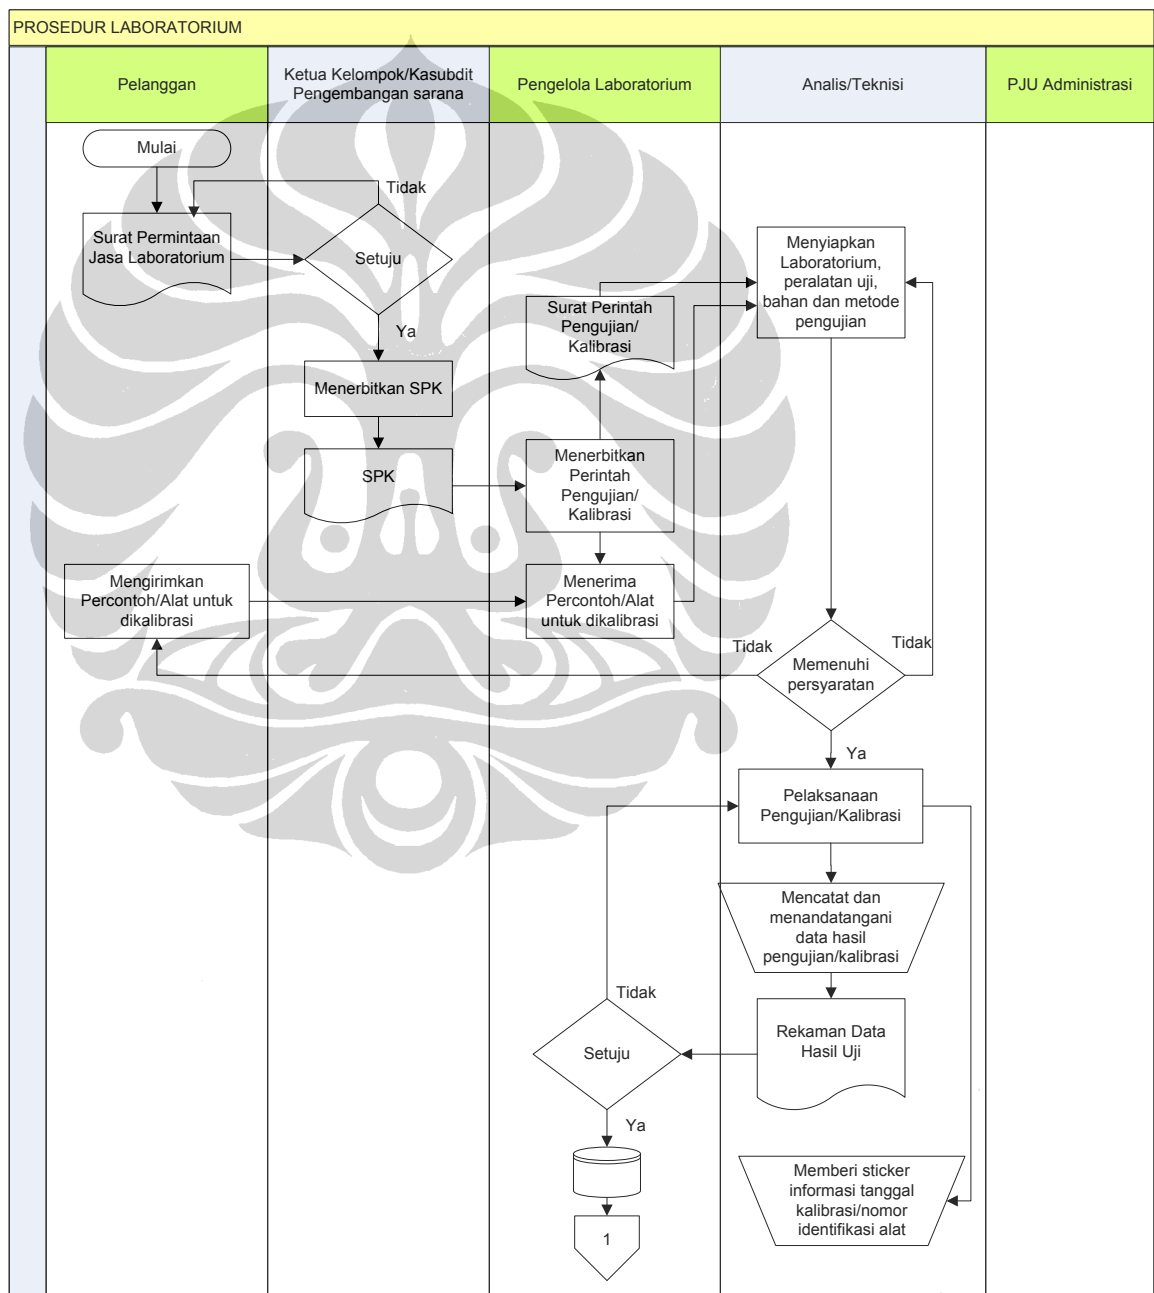 PROSEDUR LABORATORIUM
Pelanggan
Ketua Kelompok/Kasubdit
Pengembangan sarana
Pengelola Laboratorium
Analis/Teknisi
PJU Administrasi
Mulai
Tidak
Surat Permintaan
Jasa Laboratorium
Setuju
Ya
Menyiapkan
Laboratorium,
peralatan uji,
bahan dan metode
pengujian
Surat Perintah
Pengujian/
Kalibrasi
Menerbitkan SPK
SPK
Menerbitkan
Perintah
Pengujian/
Kalibrasi
Mengirimkan
Percontoh/Alat untuk
dikalibrasi
Menerima
Percontoh/Alat
untuk dikalibrasi
Tidak
Tidak
Memenuhi
persyaratan
Ya
Pelaksanaan
Pengujian/Kalibrasi
Mencatat dan
menandatangani
data hasil
pengujian/kalibrasi
Tidak
Rekaman Data
Hasil Uji
Setuju
Ya
Memberi sticker
informasi tanggal
kalibrasi/nomor
identifikasi alat
1